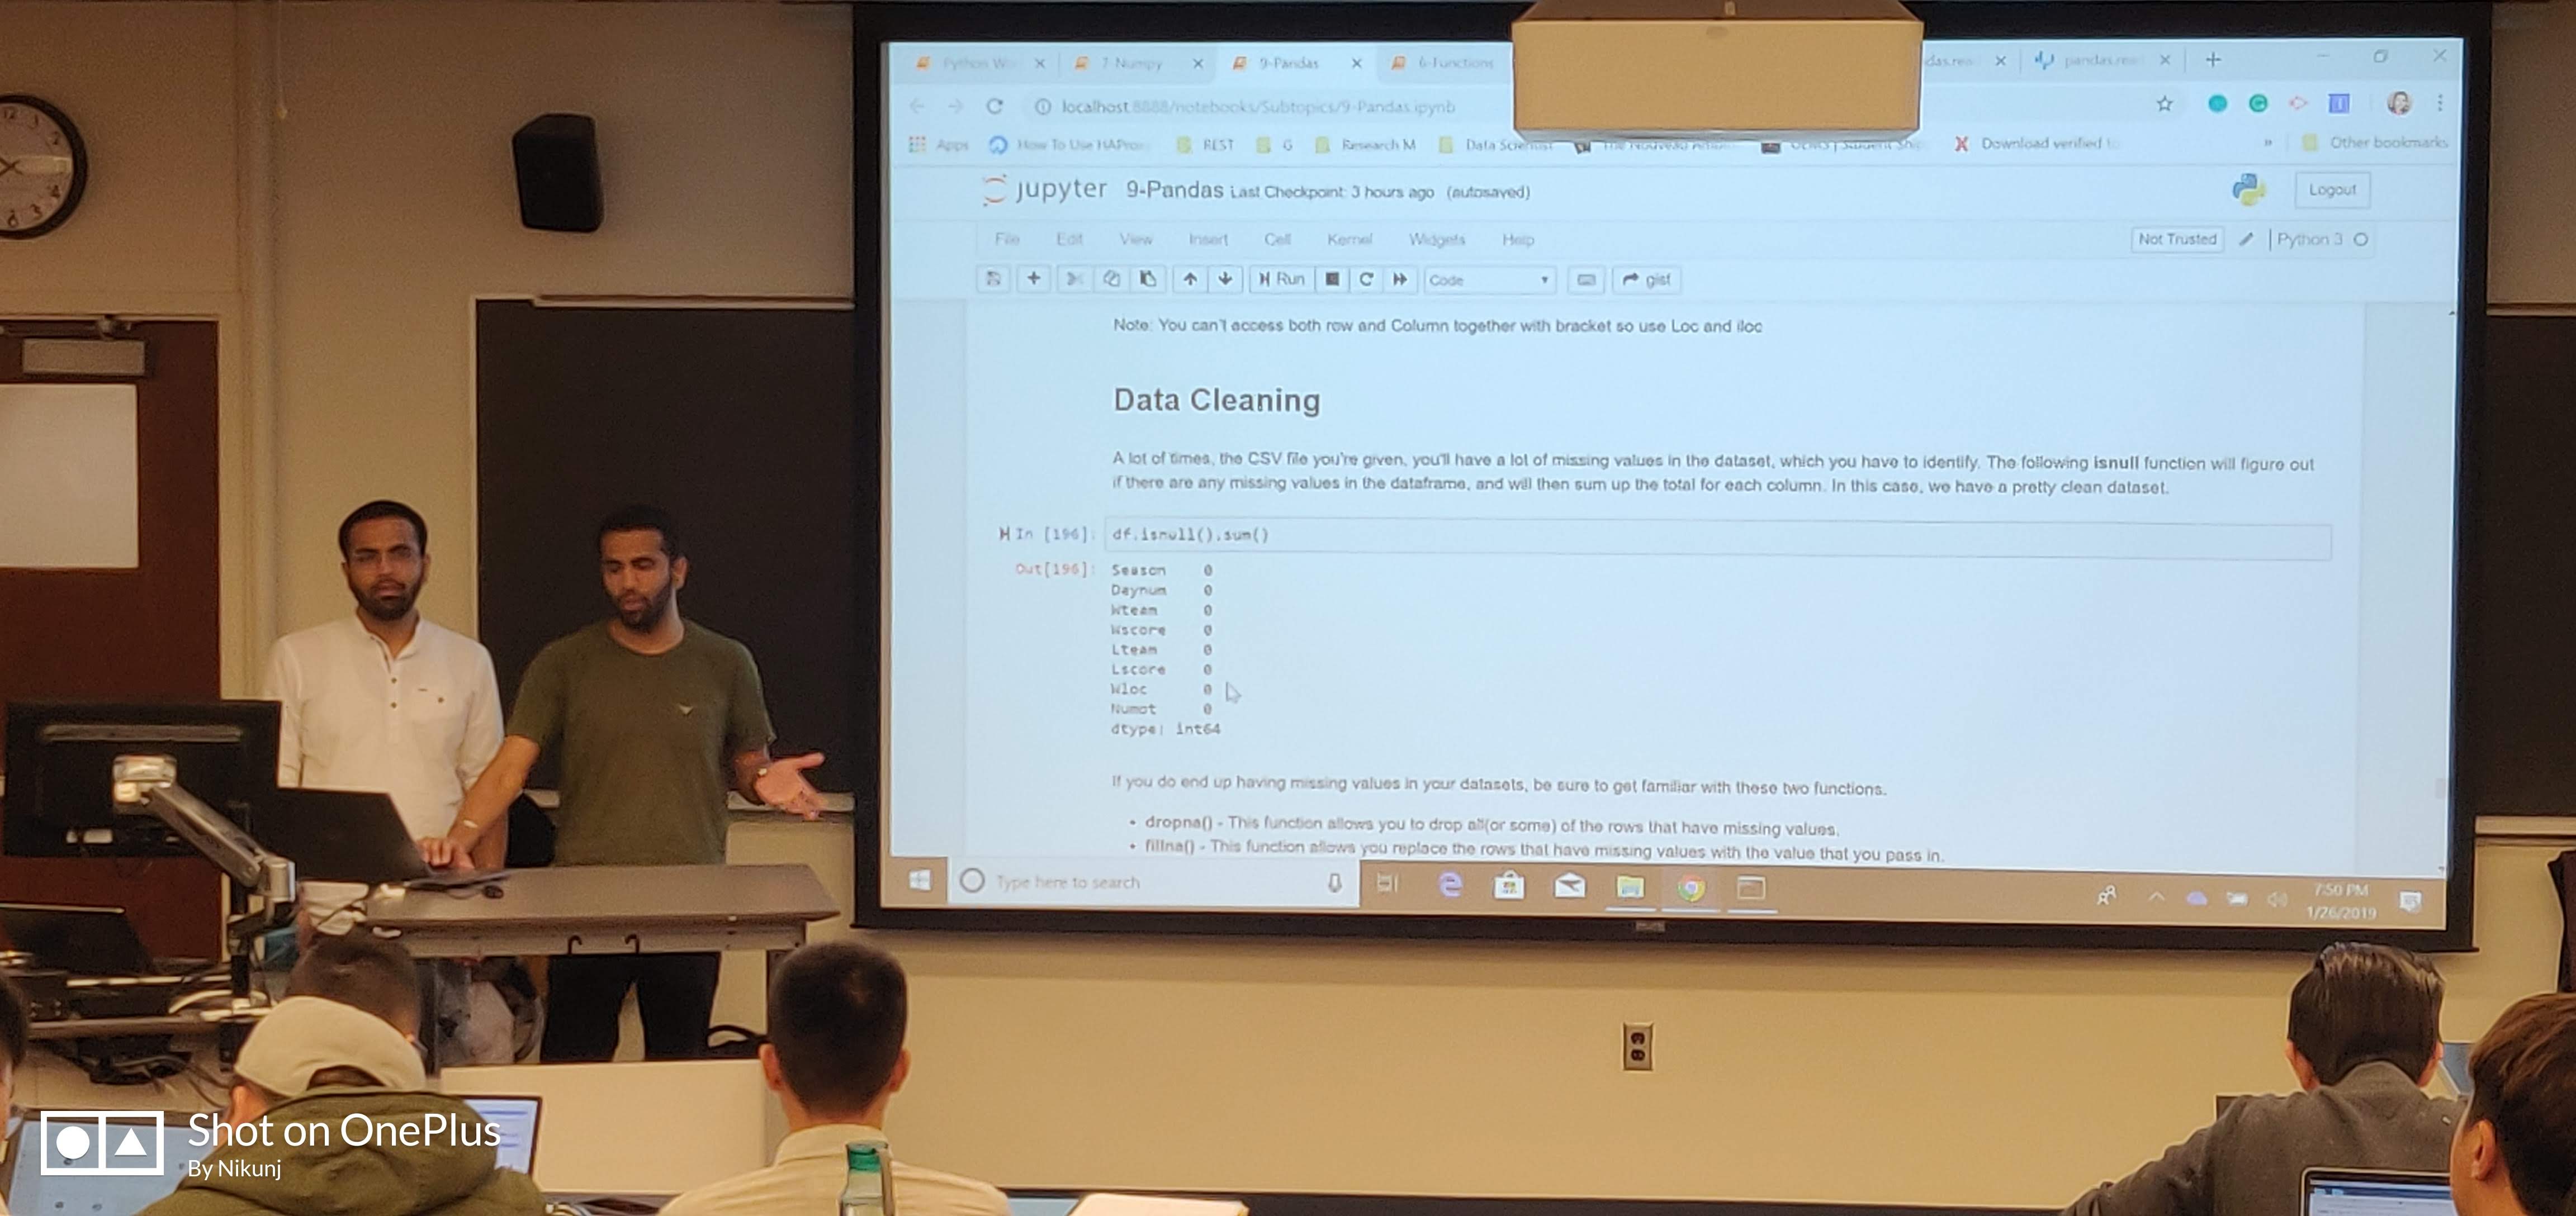 Python W
7-Numpy
9-Pandas
6-Functions
das.rea
pandas.rea
localhost:8888/notebooks/Subtopics/9-Pandas.ipynb
Apps
How To Use HAProx
REST
G
Research M
Data Scientist
The Nouveau
Student
Download verified
»
Other bookmarks
jupyter 9-Pandas Last Checkpoint: 3 hours ago (autosaved)
Logout
File Edit View Insert Cell Kernel Widgets Help
Not Trusted
Python 3
Run
Code
gist
Note: You can't access both row and Column together with bracket so use Loc and iloc
Data Cleaning
A lot of times, the CSV file you're given, you'll have a lot of missing values in the dataset, which you have to identify. The following isnull function will figure out
if there are any missing values in the dataframe, and will then sum up the total for each column. In this case, we have a pretty clean dataset.
In [196]: df.isnull().sum()
Out[196]: Season 0
Daynum 0
Wteam 0
Wscore 0
Lteam 0
Lscore 0
Wloc 0
Numot 0
dtype: int64
If you do end up having missing values in your datasets, be sure to get familiar with these two functions.
• dropna() - This function allows you to drop all(or some) of the rows that have missing values.
• fillna() - This function allows you replace the rows that have missing values with the value that you pass in.
Type here to search
7:50 PM
1/26/2019
Shot on OnePlus
By Nikunj